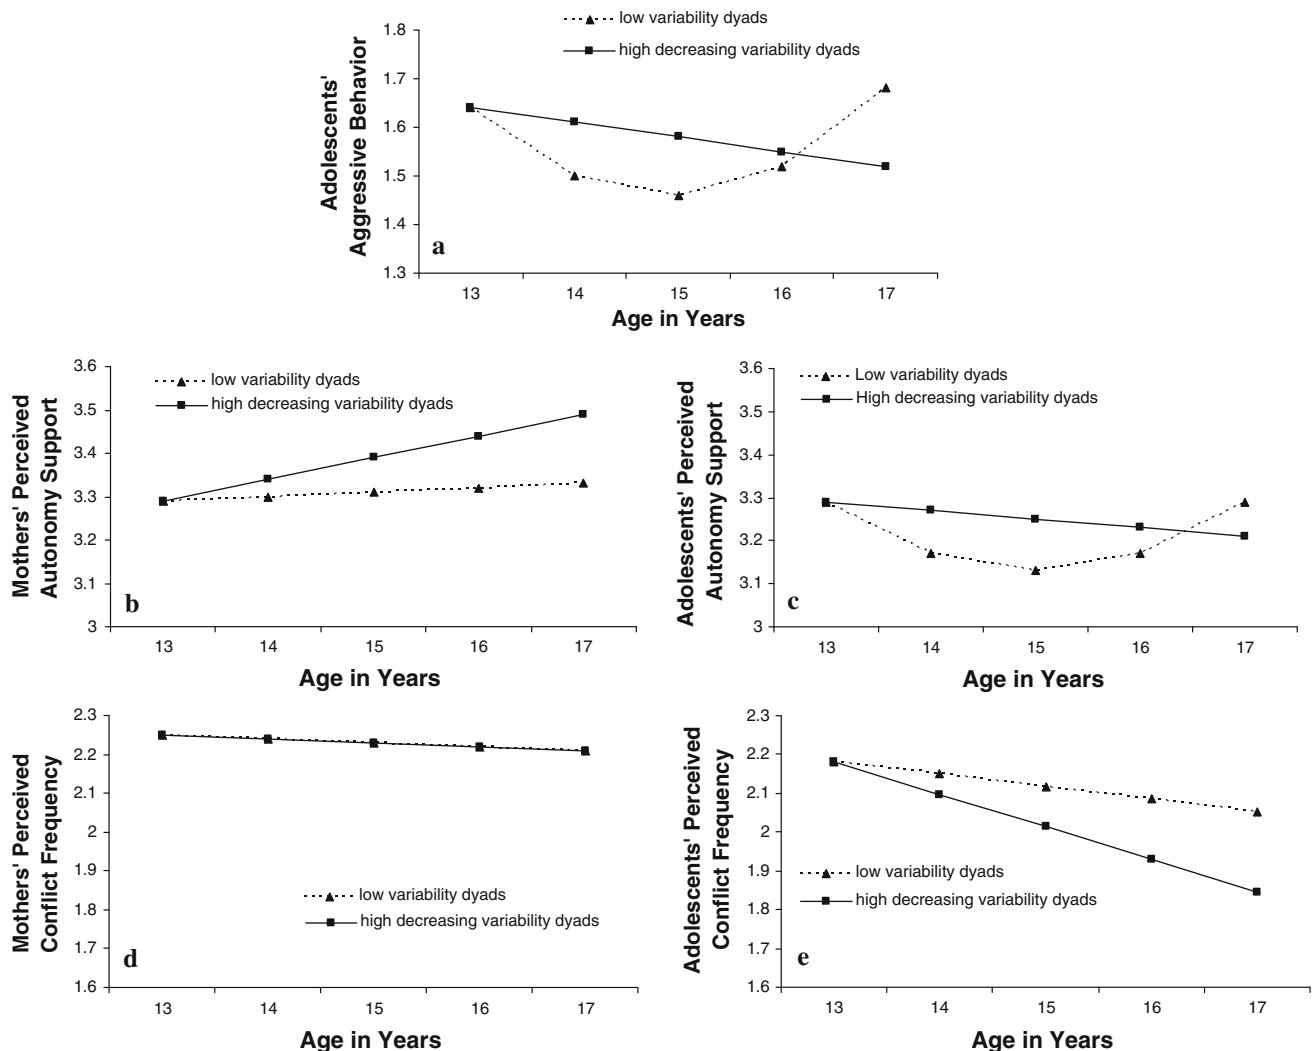 low variability dyads
high decreasing variability dyads
Adolescents'
Aggressive Behavior
1.8
1.7
1.6
1.5
1.4
1.3
a
13 14 15 16 17
Age in Years
Mothers' Perceived
Autonomy Support
3.6
3.5
3.4
3.3
3.2
3.1
3
low variability dyads
high decreasing variability dyads
b
13 14 15 16 17
Age in Years
Adolescents' Perceived
Autonomy Support
3.6
3.5
3.4
3.3
3.2
3.1
3
Low variability dyads
High decreasing variability dyads
c
13 14 15 16 17
Age in Years
Mothers' Perceived
Conflict Frequency
2.3
2.2
2.1
2
1.9
1.8
1.7
1.6
low variability dyads
high decreasing variability dyads
d
13 14 15 16 17
Age in Years
Adolescents' Perceived
Conflict Frequency
2.3
2.2
2.1
2
1.9
1.8
1.7
1.6
low variability dyads
high decreasing variability dyads
e
13 14 15 16 17
Age in Years